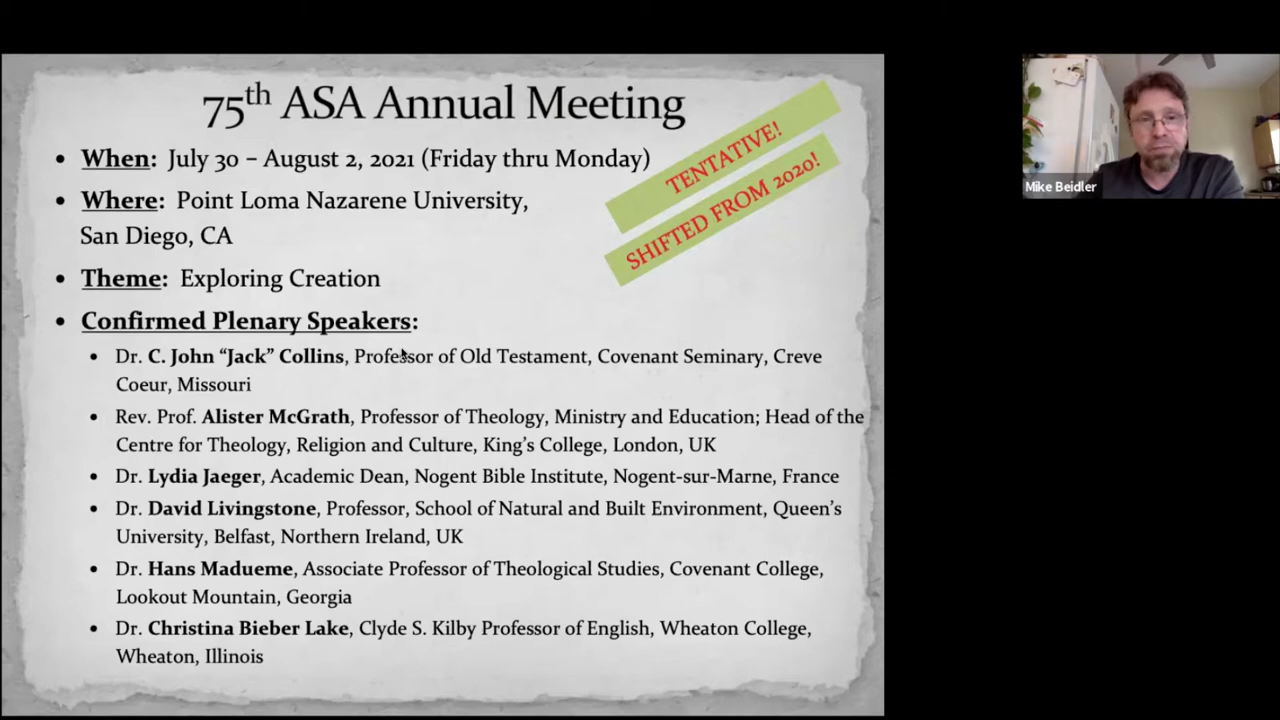 75th ASA Annual Meeting
TENTATIVE!
SHIFTED FROM 2020!
• When: July 30 – August 2, 2021 (Friday thru Monday)
• Where: Point Loma Nazarene University,
San Diego, CA
• Theme: Exploring Creation
• Confirmed Plenary Speakers:
• Dr. C. John “Jack” Collins, Professor of Old Testament, Covenant Seminary, Creve
Coeur, Missouri
• Rev. Prof. Alister McGrath, Professor of Theology, Ministry and Education; Head of the
Centre for Theology, Religion and Culture, King’s College, London, UK
• Dr. Lydia Jaeger, Academic Dean, Nogent Bible Institute, Nogent-sur-Marne, France
• Dr. David Livingstone, Professor, School of Natural and Built Environment, Queen’s
University, Belfast, Northern Ireland, UK
• Dr. Hans Madueme, Associate Professor of Theological Studies, Covenant College,
Lookout Mountain, Georgia
• Dr. Christina Bieber Lake, Clyde S. Kilby Professor of English, Wheaton College,
Wheaton, Illinois
Mike Beidler